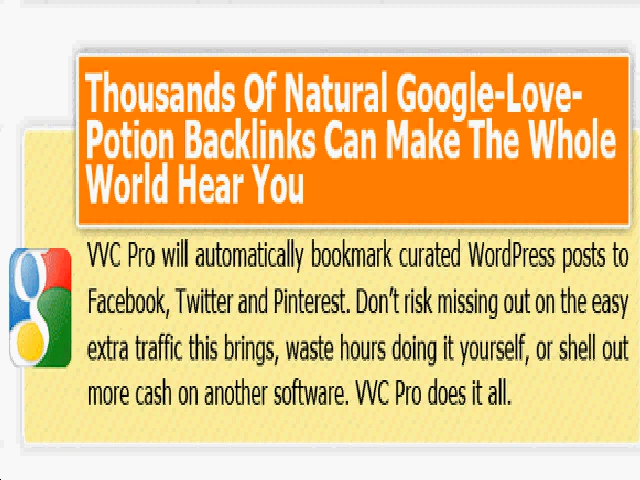 Thousands Of Natural Google-Love-
Potion Backlinks Can Make The Whole
World Hear You
VVC Pro will automatically bookmark curated WordPress posts to
Facebook, Twitter and Pinterest. Don't risk missing out on the easy
extra traffic this brings, waste hours doing it yourself, or shell out
more cash on another software. VVC Pro does it all.